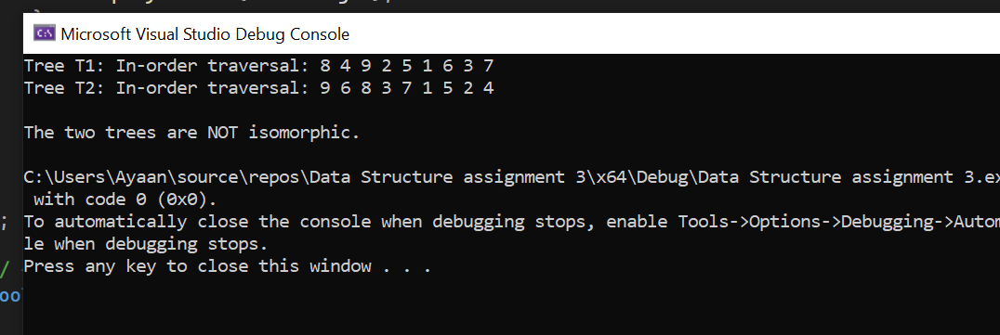 Microsoft Visual Studio Debug Console
Tree T1: In-order traversal: 8 4 9 2 5 1 6 3 7
Tree T2: In-order traversal: 9 6 8 3 7 1 5 2 4
The two trees are NOT isomorphic.
C:\Users\Ayaan\source\repos\Data Structure assignment 3\x64\Debug\Data Structure assignment 3.ex
with code 0 (0x0).
;
To automatically close the console when debugging stops, enable Tools->Options->Debugging->Autom
le when debugging stops.
/
Press any key to close this window . . .
oo